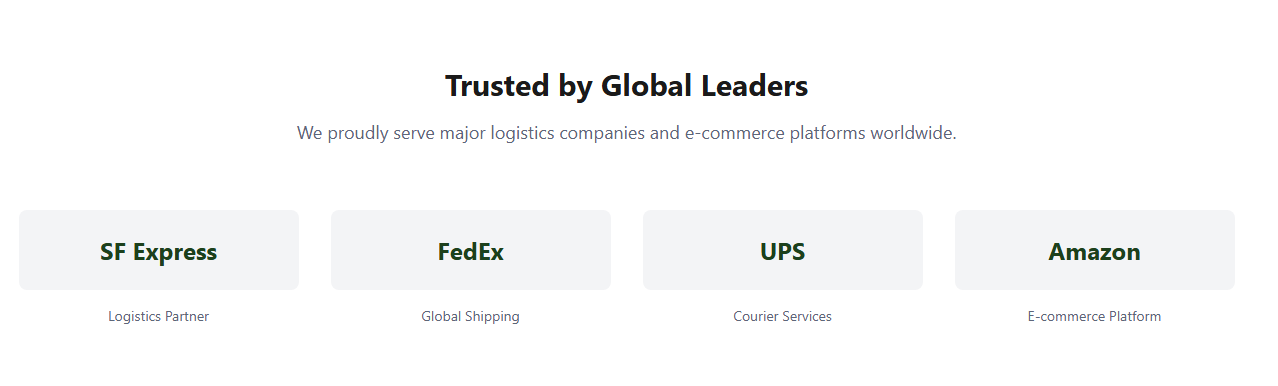 Trusted by Global Leaders
We proudly serve major logistics companies and e-commerce platforms worldwide.
SF Express
FedEx
UPS
Amazon
Logistics Partner
Global Shipping
Courier Services
E-commerce Platform